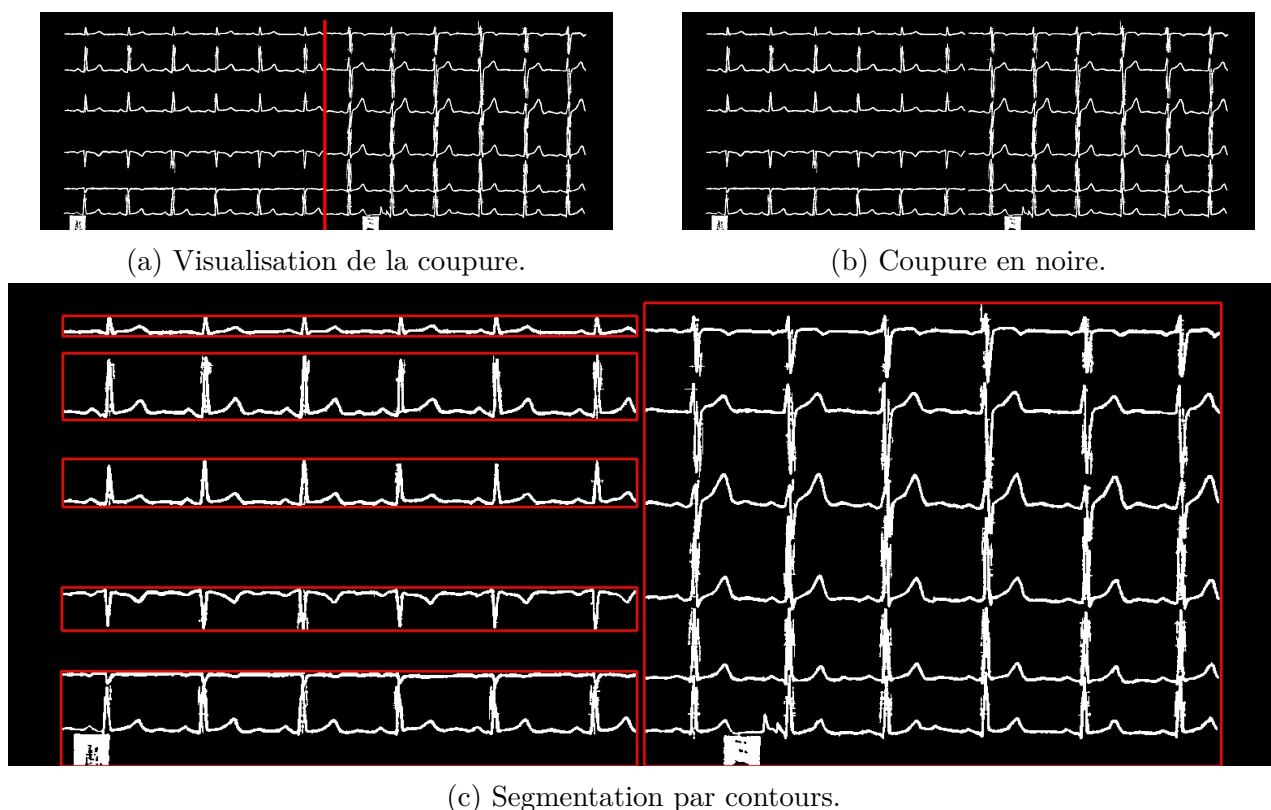 (a) Visualisation de la coupure.
(b) Coupure en noire.
(c) Segmentation par contours.